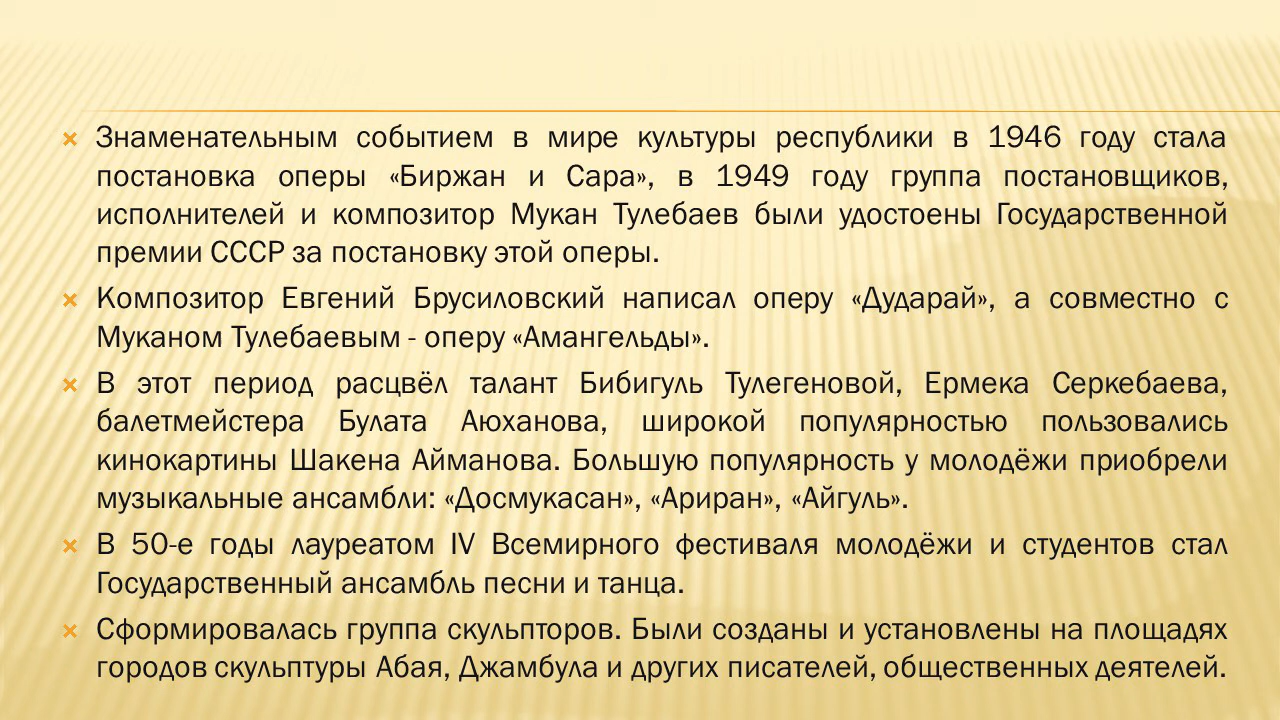 Знаменательным событием в мире культуры республики в 1946 году стала
постановка оперы «Биржан и Сара», в 1949 году группа постановщиков,
исполнителей и композитор Мукан Тулебаев были удостоены Государственной
премии СССР за постановку этой оперы.
Композитор Евгений Брусиловский написал оперу «Дударай», а совместно с
Муканом Тулебаевым - оперу «Амангельды».
В этот период расцвёл талант Бибигуль Тулегеновой, Ермека Серкебаева,
балетмейстера Булата Аюханова, широкой популярностью пользовались
кинокартины Шакена Айманова. Большую популярность у молодёжи приобрели
музыкальные ансамбли: «Досмукасан», «Ариран», «Айгуль».
В 50-е годы лауреатом IV Всемирного фестиваля молодёжи и студентов стал
Государственный ансамбль песни и танца.
Сформировалась группа скульпторов. Были созданы и установлены на площадях
городов скульптуры Абая, Джамбула и других писателей, общественных деятелей.